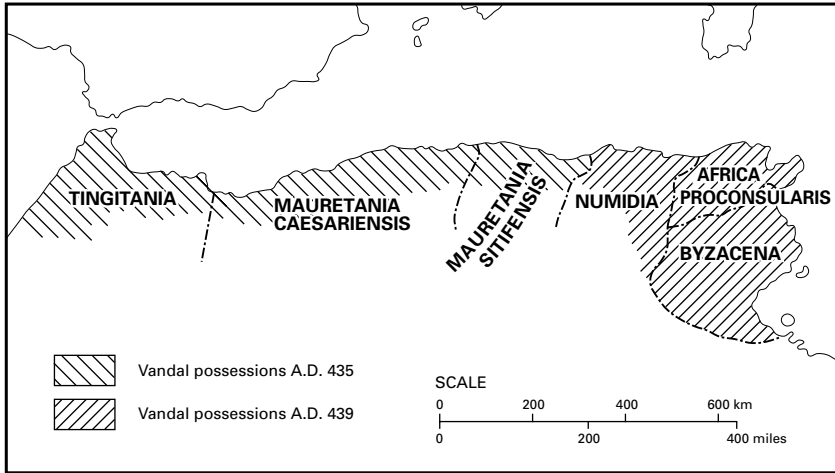 TINGITANIA
MAURETANIA
CAESARIENSIS
MAURETANIA
SITIFENSIS
NUMIDIA
AFRICA
PROCONSULARIS
BYZACENA
Vandal possessions A.D. 435
Vandal possessions A.D. 439
SCALE
0 200 400 600 km
0 200 400 miles